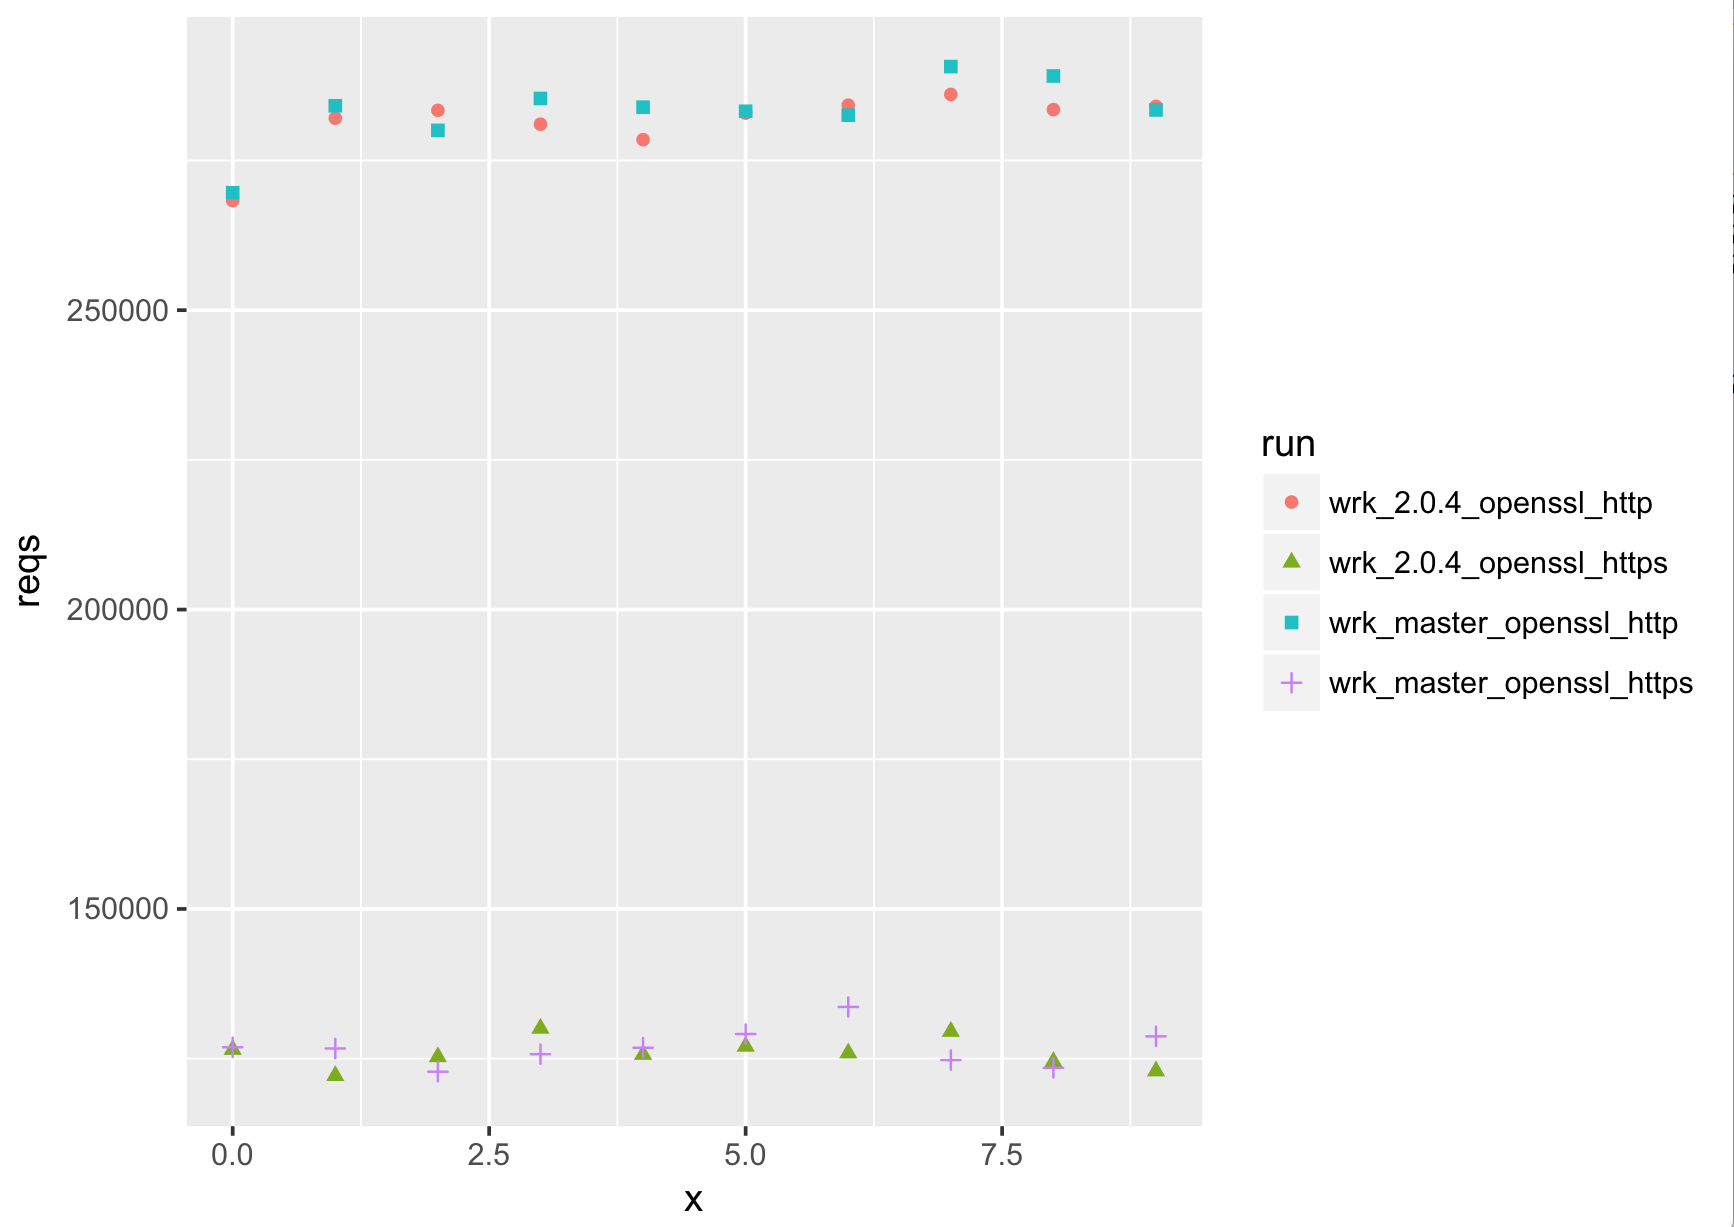 250000
200000
150000
reqs
0.0 2.5 5.0 7.5
x
run
wrk_2.0.4_openssl_http
wrk_2.0.4_openssl_https
wrk_master_openssl_http
wrk_master_openssl_https